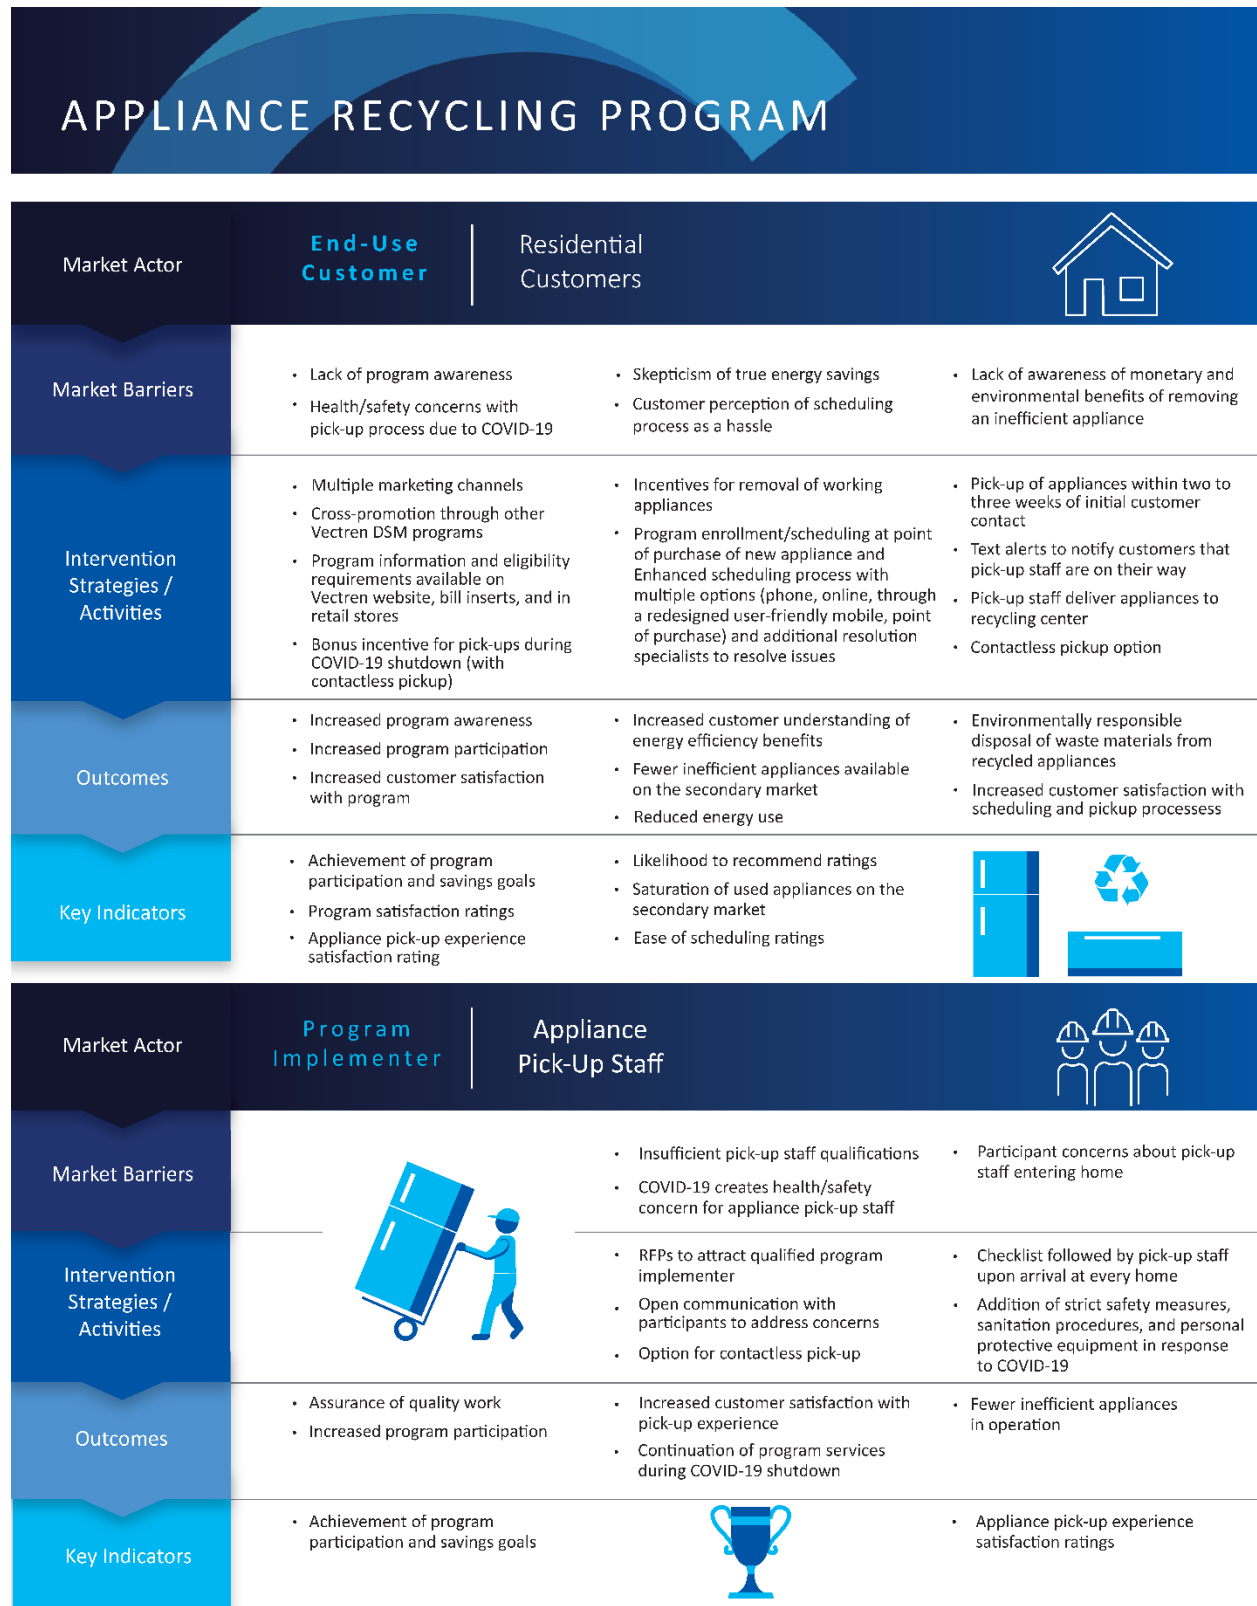 APPLIANCE RECYCLING PROGRAM
Market Actor
End-Use
Customer
Residential
Customers
Market Barriers
• Lack of program awareness
• Health/safety concerns with
pick-up process due to COVID-19
• Skepticism of true energy savings
• Customer perception of scheduling
process as a hassle
• Lack of awareness of monetary and
environmental benefits of removing
an inefficient appliance
Intervention
Strategies /
Activities
• Multiple marketing channels
• Cross-promotion through other
Vectren DSM programs
• Program information and eligibility
requirements available on
Vectren website, bill inserts, and in
retail stores
• Bonus incentive for pick-ups during
COVID-19 shutdown (with
contactless pickup)
• Incentives for removal of working
appliances
• Program enrollment/scheduling at point
of purchase of new appliance and
Enhanced scheduling process with
multiple options (phone, online, through
a redesigned user-friendly mobile, point
of purchase) and additional resolution
specialists to resolve issues
• Pick-up of appliances within two to
three weeks of initial customer
contact
• Text alerts to notify customers that
pick-up staff are on their way
• Pick-up staff deliver appliances to
recycling center
• Contactless pickup option
Outcomes
• Increased program awareness
• Increased program participation
• Increased customer satisfaction
with program
• Increased customer understanding of
energy efficiency benefits
• Fewer inefficient appliances available
on the secondary market
• Reduced energy use
• Environmentally responsible
disposal of waste materials from
recycled appliances
• Increased customer satisfaction with
scheduling and pickup processess
Key Indicators
• Achievement of program
participation and savings goals
• Program satisfaction ratings
• Appliance pick-up experience
satisfaction rating
• Likelihood to recommend ratings
• Saturation of used appliances on the
secondary market
• Ease of scheduling ratings
Market Actor
Program
Implementer
Appliance
Pick-Up Staff
Market Barriers
• Insufficient pick-up staff qualifications
• COVID-19 creates health/safety
concern for appliance pick-up staff
• Participant concerns about pick-up
staff entering home
Intervention
Strategies /
Activities
• RFPs to attract qualified program
implementer
• Open communication with
participants to address concerns
• Option for contactless pick-up
• Checklist followed by pick-up staff
upon arrival at every home
• Addition of strict safety measures,
sanitation procedures, and personal
protective equipment in response
to COVID-19
Outcomes
• Assurance of quality work
• Increased program participation
• Increased customer satisfaction with
pick-up experience
• Continuation of program services
during COVID-19 shutdown
• Fewer inefficient appliances
in operation
Key Indicators
• Achievement of program
participation and savings goals
• Appliance pick-up experience
satisfaction ratings